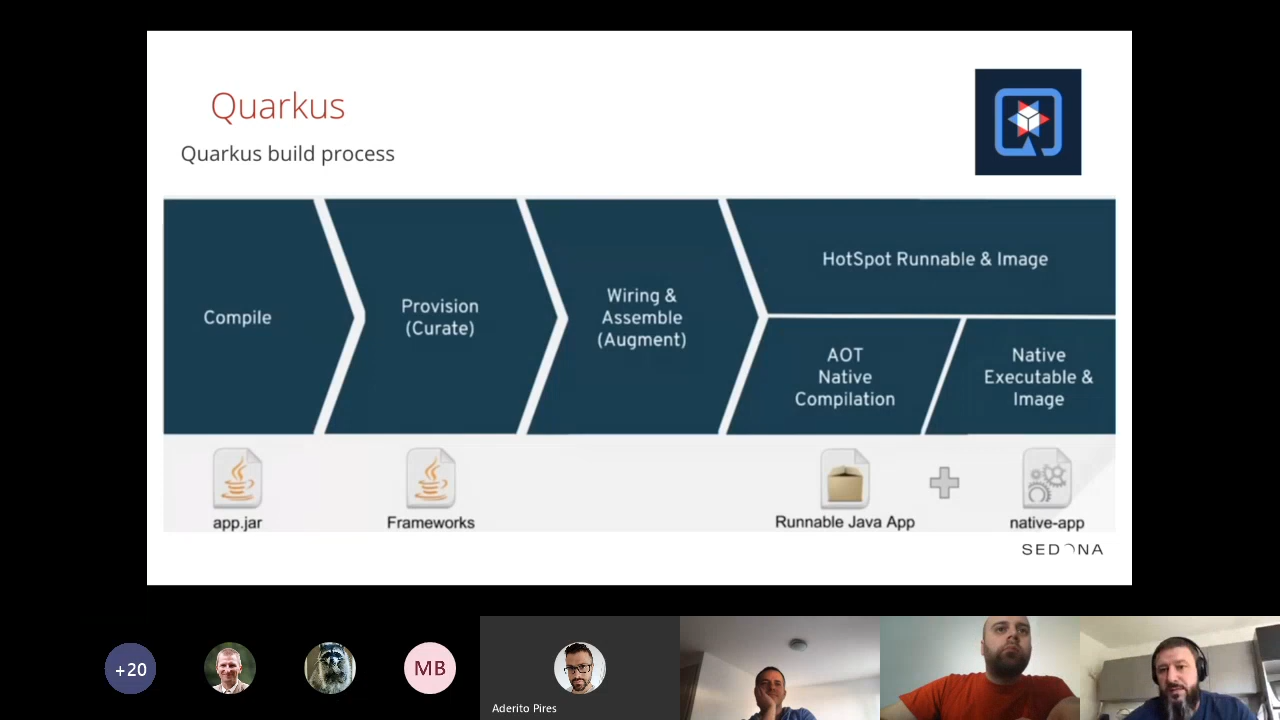 Quarkus
Quarkus build process
Compile
Provision
(Curate)
Wiring &
Assemble
(Augment)
HotSpot Runnable & Image
AOT
Native
Compilation
Native
Executable &
Image
app.jar
Frameworks
Runnable Java App
native-app
SEDONA
+20
MB
Aderito Pires